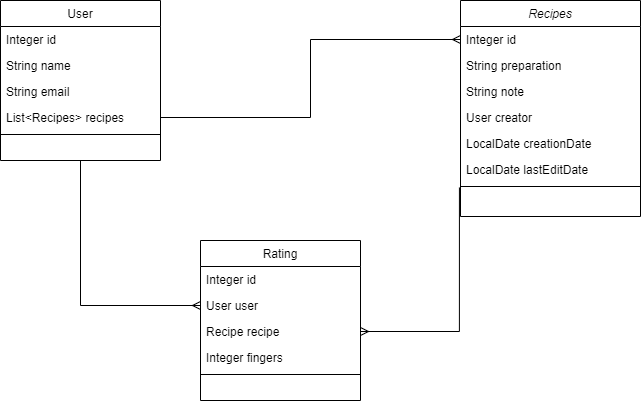 User
Integer id
String name
String email
List<Recipes> recipes
Recipes
Integer id
String preparation
String note
User creator
LocalDate creationDate
LocalDate lastEditDate
Rating
Integer id
User user
Recipe recipe
Integer fingers